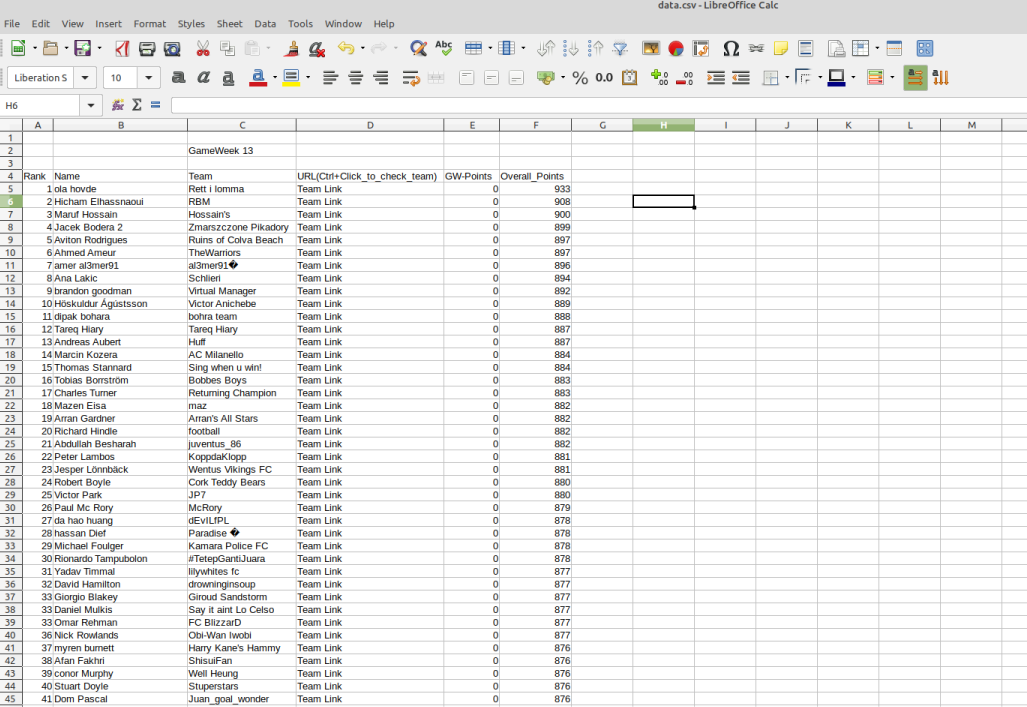 data.csv - LibreOffice Calc
File Edit View Insert Format Styles Sheet Data Tools Window Help
Liberation S 10
H6
A B C D E F G H I J K L M
1
2 GameWeek 13
3
4 Rank Name Team URL(Ctrl+Click_to_check_team) GW-Points Overall_Points
5 1 ola hovde Rett i lomma Team Link 0 933
6 2 Hicham Elhassnaoui RBM Team Link 0 908
7 3 Maruf Hossain Hossain's Team Link 0 900
8 4 Jacek Bodera 2 Zmarszczone Pikadory Team Link 0 899
9 5 Aviton Rodrigues Ruins of Colva Beach Team Link 0 897
10 6 Ahmed Ameur TheWarriors Team Link 0 897
11 7 amer al3mer91 al3mer91� Team Link 0 896
12 8 Ana Lakic Schlieri Team Link 0 894
13 9 brandon goodman Virtual Manager Team Link 0 892
14 10 Höskuldur Ágústsson Victor Anichebe Team Link 0 889
15 11 dipak bohara bohra team Team Link 0 888
16 12 Tareq Hiary Tareq Hiary Team Link 0 887
17 13 Andreas Aubert Huff Team Link 0 887
18 14 Marcin Kozera AC Milanello Team Link 0 884
19 15 Thomas Stannard Sing when u win! Team Link 0 884
20 16 Tobias Borrström Bobbes Boys Team Link 0 883
21 17 Charles Turner Returning Champion Team Link 0 883
22 18 Mazen Eisa maz Team Link 0 882
23 19 Arran Gardner Arran's All Stars Team Link 0 882
24 20 Richard Hindle football Team Link 0 882
25 21 Abdullah Besharah juventus_86 Team Link 0 882
26 22 Peter Lambos KoppdaKlopp Team Link 0 881
27 23 Jesper Lönnbäck Wentus Vikings FC Team Link 0 881
28 24 Robert Boyle Cork Teddy Bears Team Link 0 880
29 25 Victor Park JP7 Team Link 0 880
30 26 Paul Mc Rory McRory Team Link 0 879
31 27 da hao huang dEvILfPL Team Link 0 878
32 28 hassan Dief Paradise � Team Link 0 878
33 29 Michael Foulger Kamara Police FC Team Link 0 878
34 30 Rionardo Tampubolon #TetepGantiJuara Team Link 0 878
35 31 Yadav Timmal lilywhites fc Team Link 0 877
36 32 David Hamilton drowninginsoup Team Link 0 877
37 33 Giorgio Blakey Giroud Sandstorm Team Link 0 877
38 33 Daniel Mulkis Say it aint Lo Celso Team Link 0 877
39 33 Omar Rehman FC BlizzarD Team Link 0 877
40 36 Nick Rowlands Obi-Wan Iwobi Team Link 0 877
41 37 myren burnett Harry Kane's Hammy Team Link 0 876
42 38 Afan Fakhri ShisuiFan Team Link 0 876
43 39 conor Murphy Well Heung Team Link 0 876
44 40 Stuart Doyle Stuperstars Team Link 0 876
45 41 Dom Pascal Juan_goal_wonder Team Link 0 876